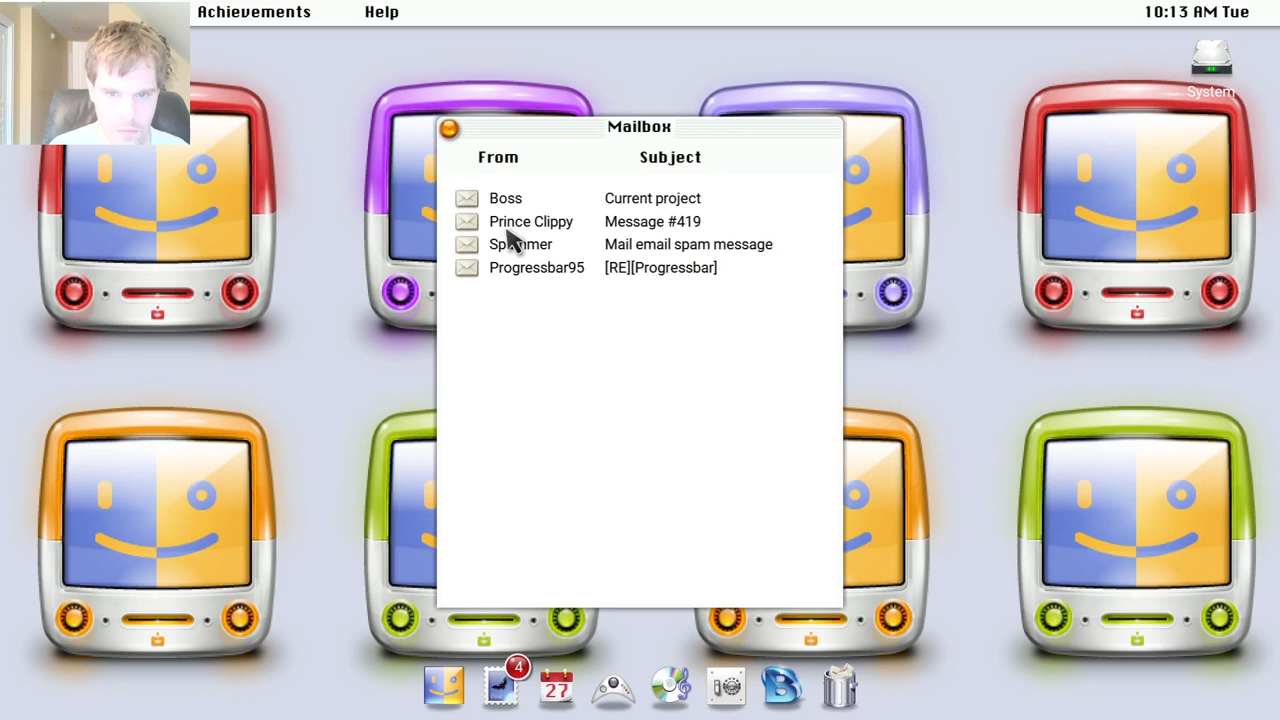 Achievements Help 10:13 AM Tue
System
Mailbox
From Subject
Boss Current project
Prince Clippy Message #419
Spammer Mail email spam message
Progressbar95 [RE][Progressbar]
4
27